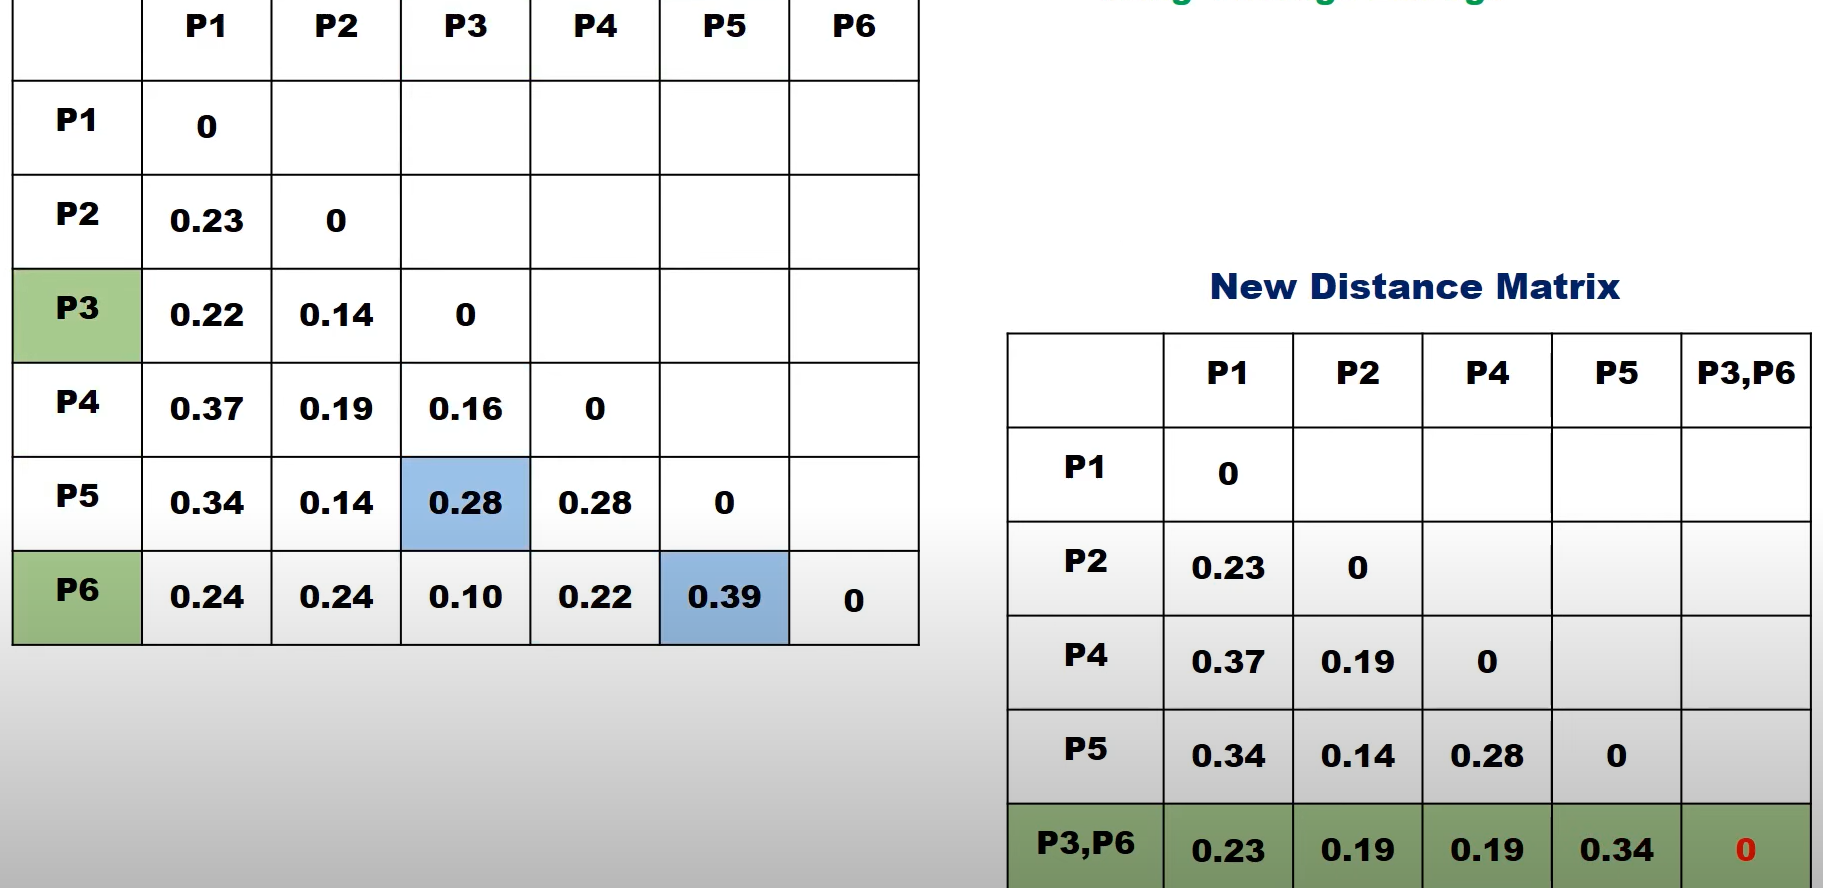 P1 P2 P3 P4 P5 P6
P1 0
P2 0.23 0
P3 0.22 0.14 0
P4 0.37 0.19 0.16 0
P5 0.34 0.14 0.28 0.28 0
P6 0.24 0.24 0.10 0.22 0.39 0
New Distance Matrix
P1 P2 P4 P5 P3,P6
P1 0
P2 0.23 0
P4 0.37 0.19 0
P5 0.34 0.14 0.28 0
P3,P6 0.23 0.19 0.19 0.34 0